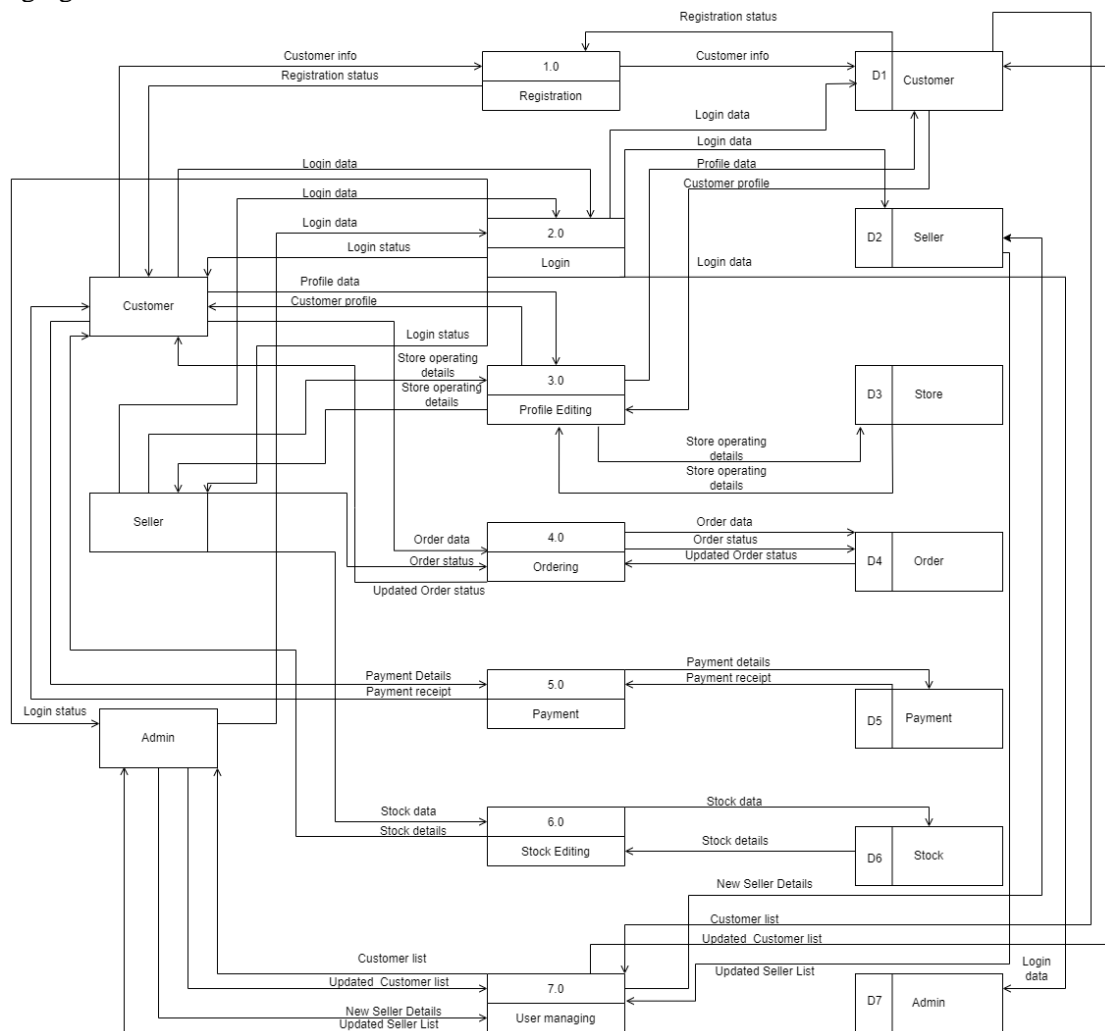 Registration status
Customer info
1.0
Customer info
Registration status
Registration
D1
Customer
Login data
Login data
Login data
Profile data
Login data
Customer profile
Login data
2.0
D2
Seller
Login status
Login
Login data
Profile data
Customer
Customer profile
Login status
Store operating
details
Store operating
details
3.0
Profile Editing
D3
Store
Store operating
details
Store operating
details
Seller
Order data
4.0
Order data
Order status
Order status
Updated Order status
Ordering
D4
Order
Updated Order status
Payment Details
5.0
Payment details
Payment receipt
Payment receipt
Login status
Admin
Payment
D5
Payment
Stock data
6.0
Stock data
Stock details
Stock details
Stock Editing
D6
Stock
New Seller Details
Customer list
Updated  Customer list
Customer list
Updated Seller List
Login
data
Updated  Customer list
7.0
New Seller Details
Updated Seller List
User managing
D7
Admin